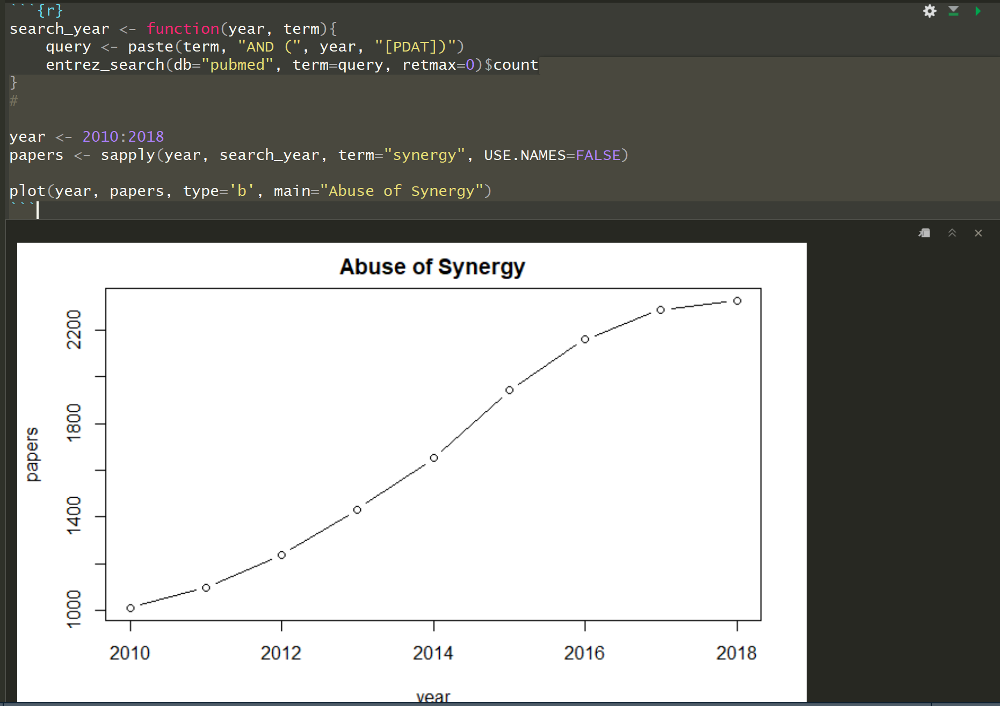 ```{r}
search_year <- function(year, term){
    query <- paste(term, "AND (", year, "[PDAT])")
    entrez_search(db="pubmed", term=query, retmax=0)$count
}
#
year <- 2010:2018
papers <- sapply(year, search_year, term="synergy", USE.NAMES=FALSE)
plot(year, papers, type='b', main="Abuse of Synergy")
```
Abuse of Synergy
2200
1800
1400
1000
papers
2010 2012 2014 2016 2018
year